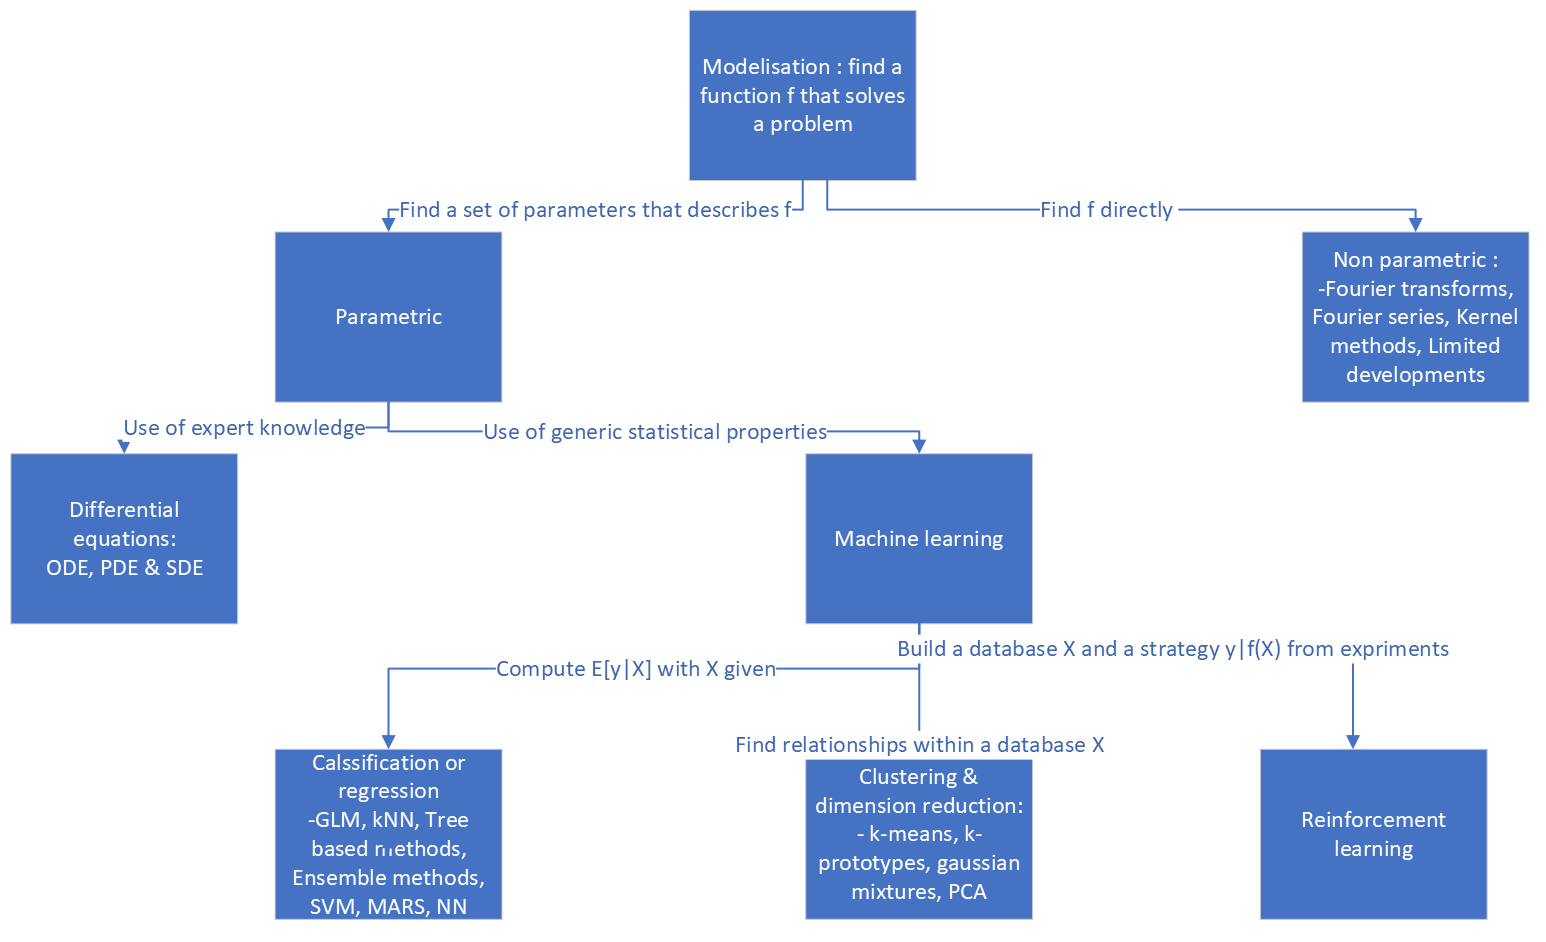 Modelisation : find a
function f that solves
a problem
Find a set of parameters that describes f
Find f directly
Parametric
Non parametric :
-Fourier transforms,
Fourier series, Kernel
methods, Limited
developments
Use of expert knowledge
Use of generic statistical properties
Differential
equations:
ODE, PDE & SDE
Machine learning
Build a database X and a strategy y|f(X) from expriments
Compute E[y|X] with X given
Find relationships within a database X
Calssification or
regression
-GLM, kNN, Tree
based methods,
Ensemble methods,
SVM, MARS, NN
Clustering &
dimension reduction:
- k-means, k-
prototypes, gaussian
mixtures, PCA
Reinforcement
learning